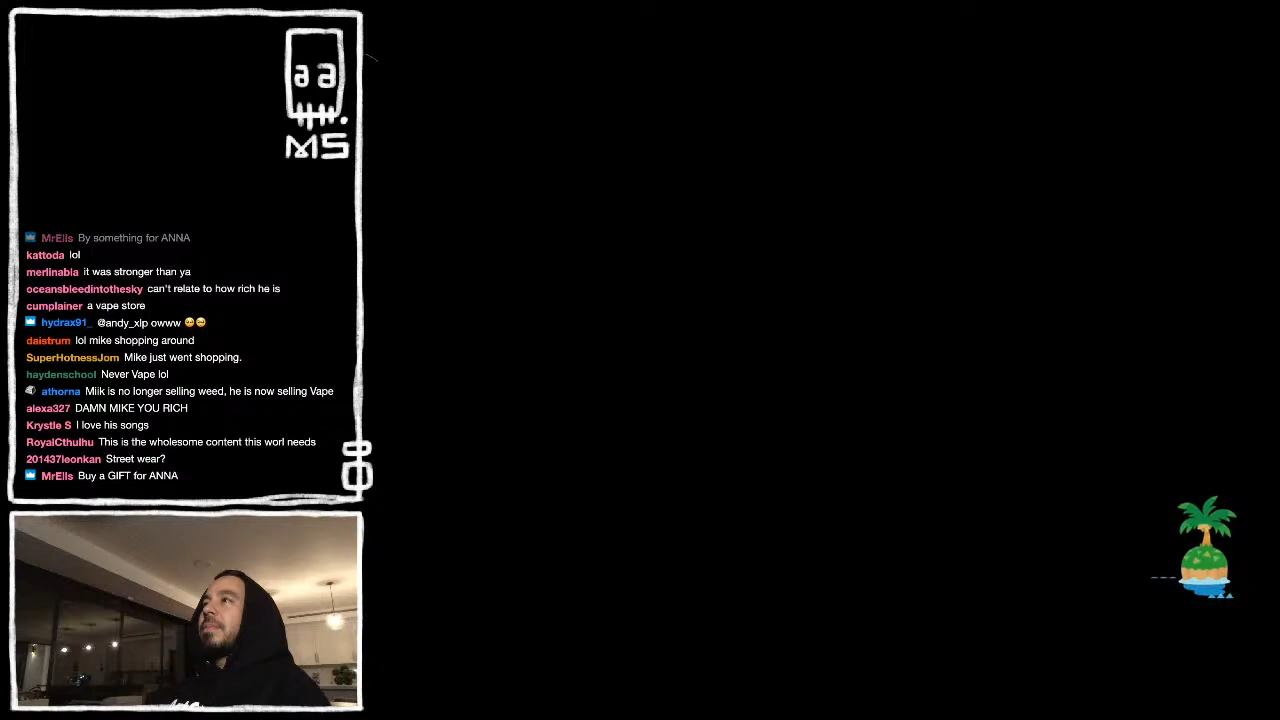 aa
MS
MrElls By something for ANNA
kattoda lol
merlinabla it was stronger than ya
oceansbleedintothesky can't relate to how rich he is
cumplainer a vape store
hydrax91_ @andy_xlp owww 🥺🥺
daistrum lol mike shopping around
SuperHotnessJom Mike just went shopping.
haydenschool Never Vape lol
athorna Miik is no longer selling weed, he is now selling Vape
alexa327 DAMN MIKE YOU RICH
Krystle S I love his songs
RoyalCthulhu This is the wholesome content this worl needs
201437leonkan Street wear?
MrElls Buy a GIFT for ANNA